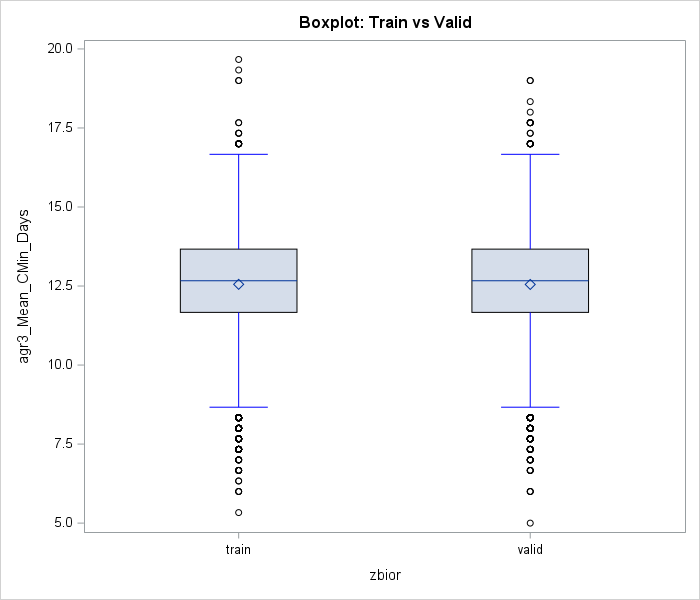 Boxplot: Train vs Valid
20.0
17.5
15.0
12.5
10.0
7.5
5.0
agr3_Mean_CMin_Days
train valid
zbior